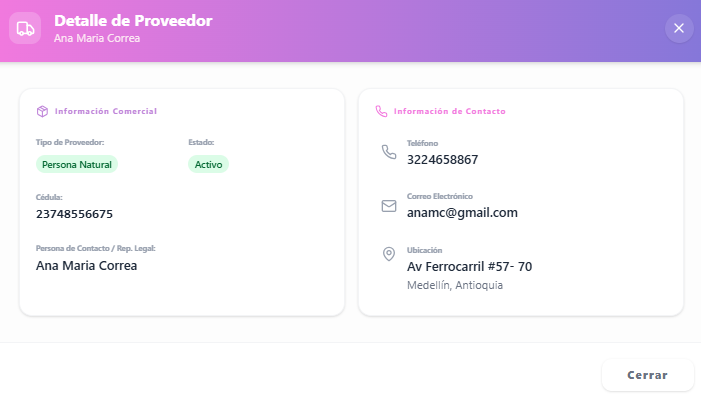 Detalle de Proveedor
Ana Maria Correa
Información Comercial
Tipo de Proveedor:
Estado:
Persona Natural
Activo
Cédula:
23748556675
Persona de Contacto / Rep. Legal:
Ana Maria Correa
Información de Contacto
Teléfono
3224658867
Correo Electrónico
anamc@gmail.com
Ubicación
Av Ferrocarril #57- 70
Medellín, Antioquia
Cerrar